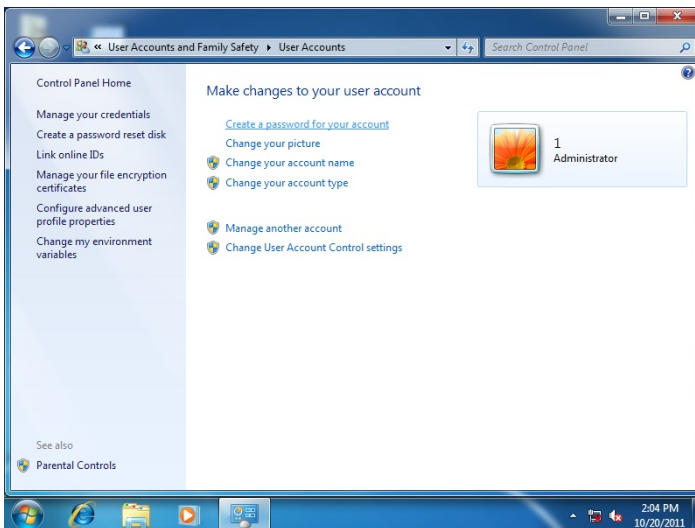 « User Accounts and Family Safety ▸ User Accounts
Search Control Panel
Control Panel Home
Manage your credentials
Create a password reset disk
Link online IDs
Manage your file encryption
certificates
Configure advanced user
profile properties
Change my environment
variables
See also
Parental Controls
Make changes to your user account
Create a password for your account
Change your picture
Change your account name
Change your account type
Manage another account
Change User Account Control settings
1
Administrator
2:04 PM
10/20/2011